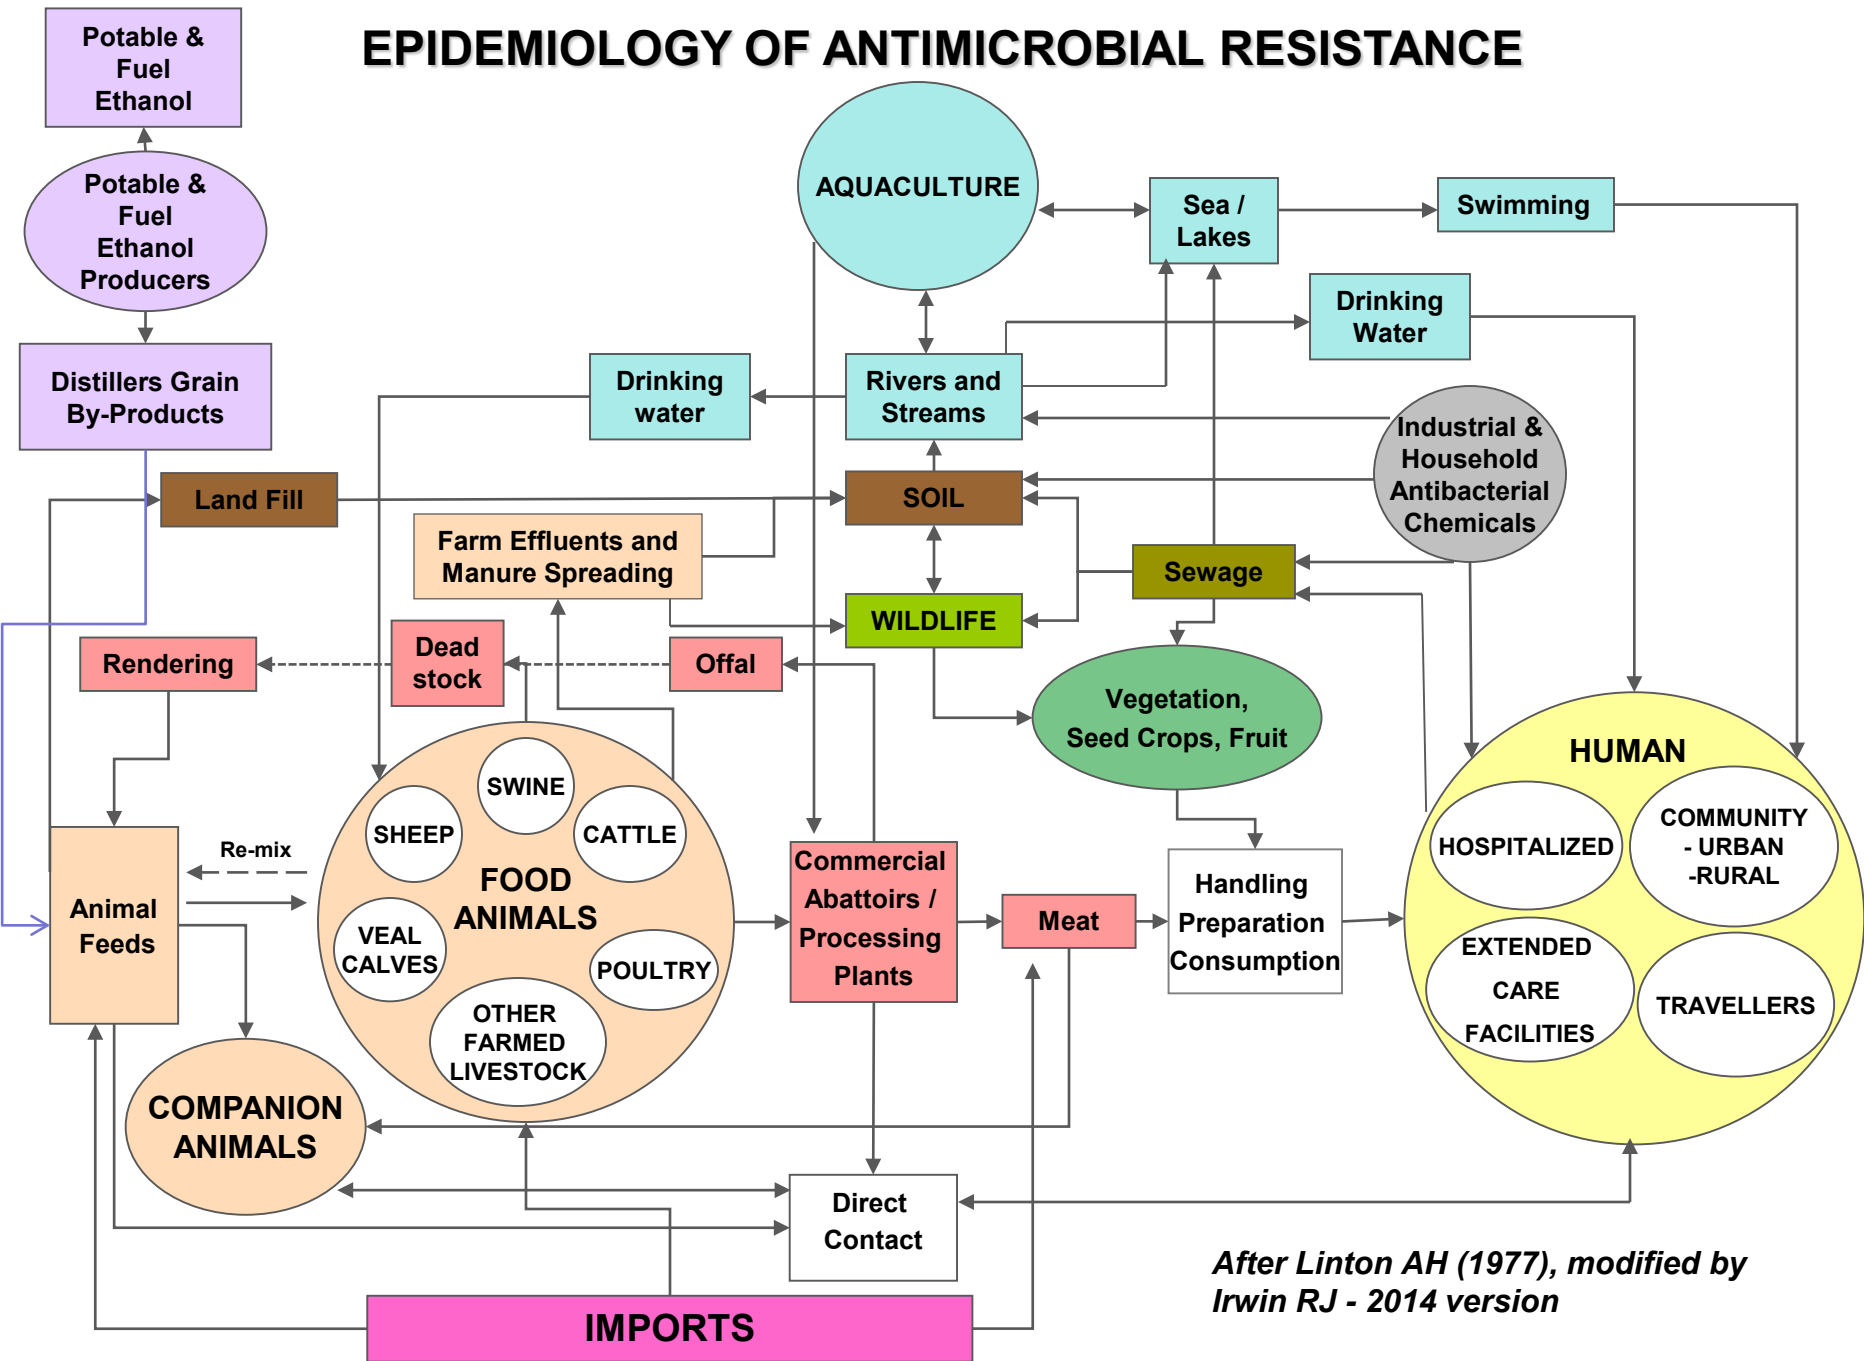 EPIDEMIOLOGY OF ANTIMICROBIAL RESISTANCE
Potable &
Fuel
Ethanol
Potable &
Fuel
Ethanol
Producers
Distillers Grain
By-Products
AQUACULTURE
Sea /
Lakes
Swimming
Drinking
Water
Drinking
water
Rivers and
Streams
Industrial &
Household
Antibacterial
Chemicals
Land Fill
SOIL
Farm Effluents and
Manure Spreading
Sewage
WILDLIFE
Rendering
Dead
stock
Offal
Vegetation,
Seed Crops, Fruit
HUMAN
HOSPITALIZED
COMMUNITY
- URBAN
-RURAL
EXTENDED
CARE
FACILITIES
TRAVELLERS
SWINE
SHEEP
CATTLE
FOOD
ANIMALS
VEAL
CALVES
POULTRY
OTHER
FARMED
LIVESTOCK
Re-mix
Animal
Feeds
Commercial
Abattoirs /
Processing
Plants
Meat
Handling
Preparation
Consumption
COMPANION
ANIMALS
Direct
Contact
IMPORTS
After Linton AH (1977), modified by
Irwin RJ - 2014 version